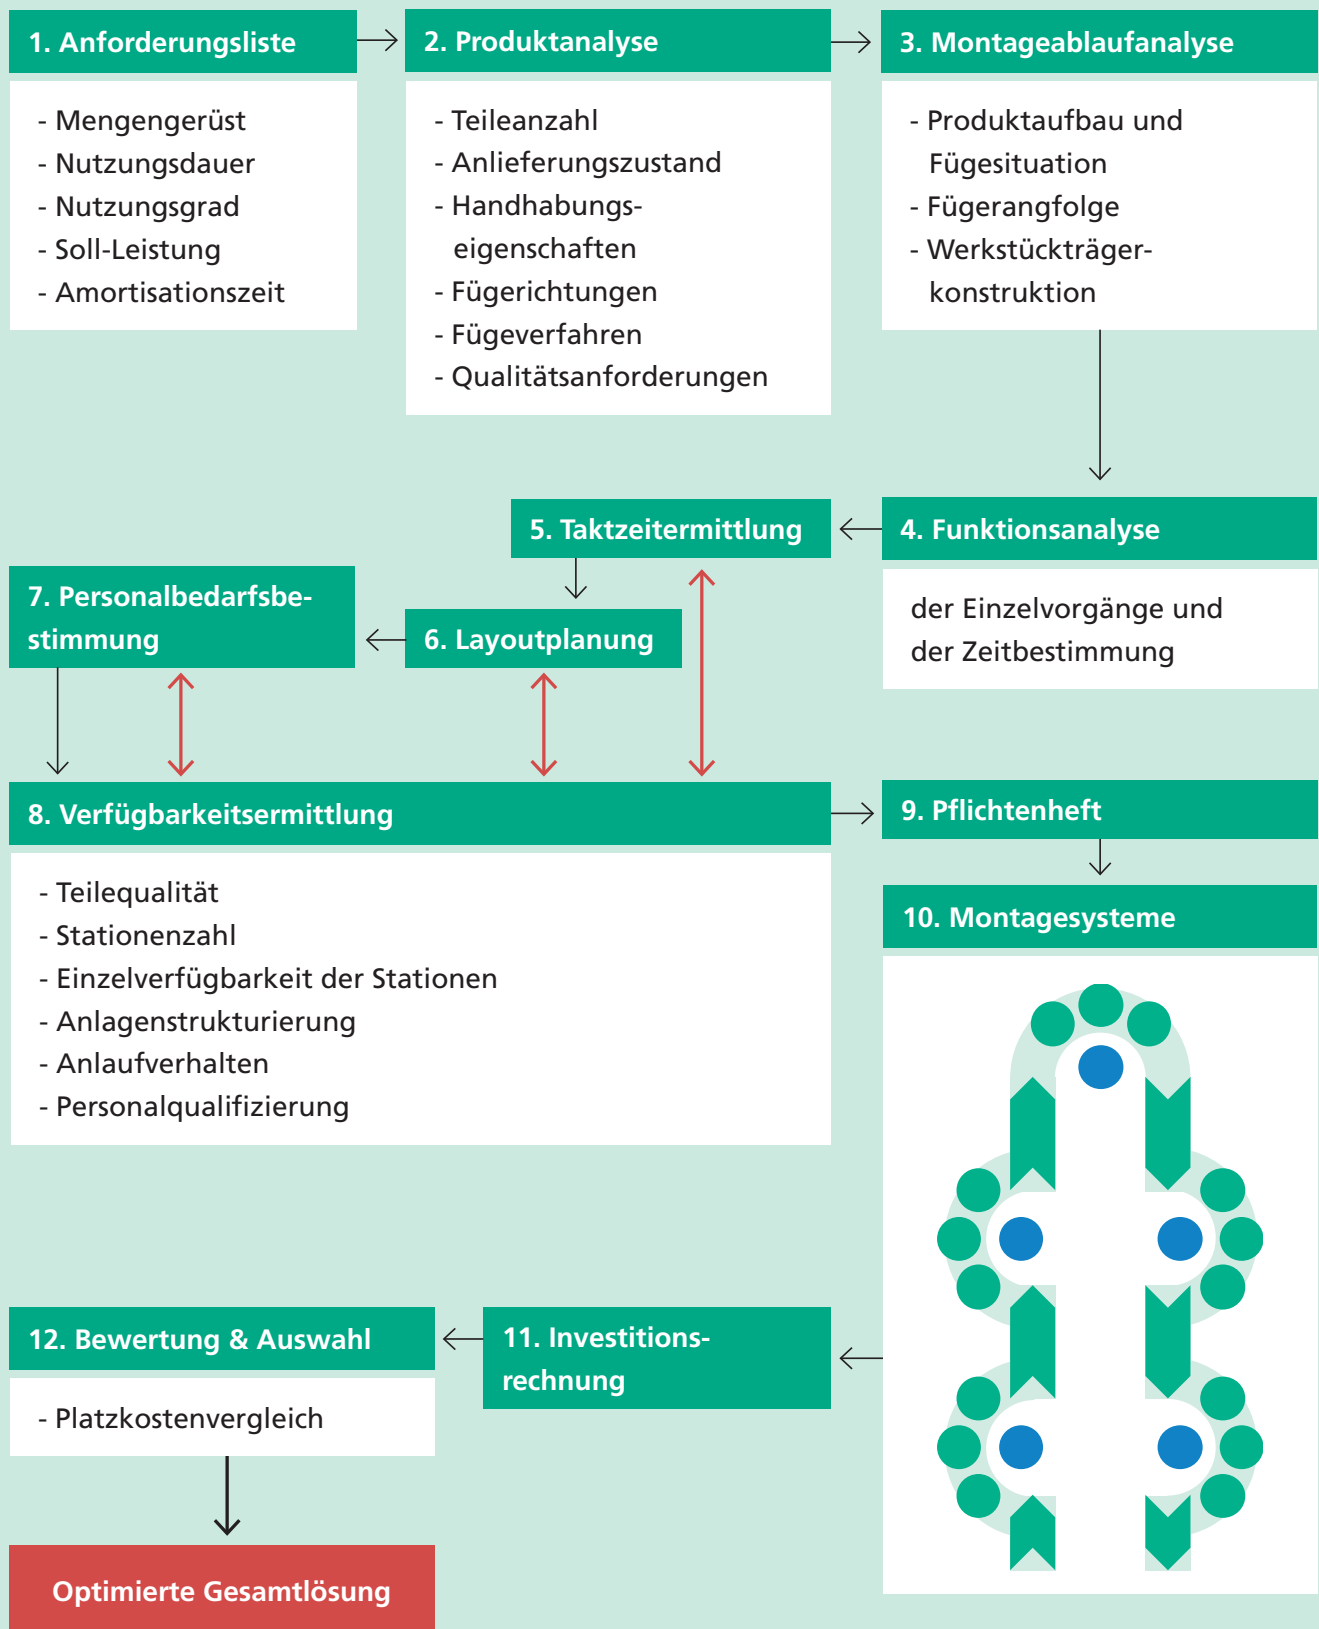 1. Anforderungsliste
- Mengengerüst
- Nutzungsdauer
- Nutzungsgrad
- Soll-Leistung
- Amortisationszeit
2. Produktanalyse
- Teileanzahl
- Anlieferungszustand
- Handhabungs-
eigenschaften
- Fügerichtungen
- Fügeverfahren
- Qualitätsanforderungen
3. Montageablaufanalyse
- Produktaufbau und
Fügesituation
- Fügerangfolge
- Werkstückträger-
konstruktion
4. Funktionsanalyse
der Einzelvorgänge und
der Zeitbestimmung
5. Taktzeitermittlung
6. Layoutplanung
7. Personalbedarfsbe-
stimmung
8. Verfügbarkeitsermittlung
- Teilequalität
- Stationenzahl
- Einzelverfügbarkeit der Stationen
- Anlagenstrukturierung
- Anlaufverhalten
- Personalqualifizierung
9. Pflichtenheft
10. Montagesysteme
11. Investitions-
rechnung
12. Bewertung & Auswahl
- Platzkostenvergleich
Optimierte Gesamtlösung